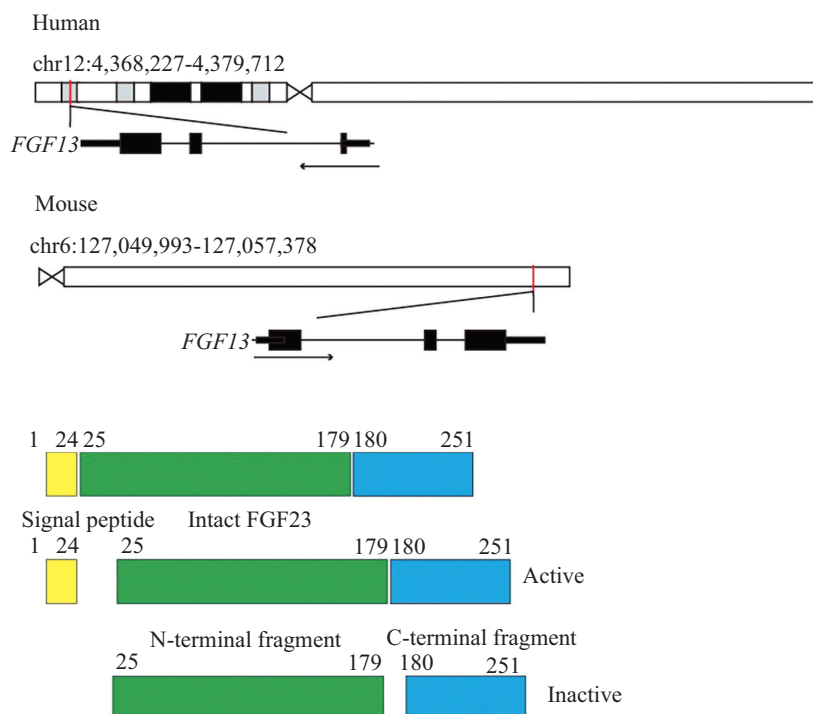 Human
chr12:4,368,227-4,379,712
FGF13
Mouse
chr6:127,049,993-127,057,378
FGF13
1 24 25 179 180 251
Signal peptide Intact FGF23
1 24 25 179 180 251
Active
N-terminal fragment C-terminal fragment
25 179 180 251
Inactive